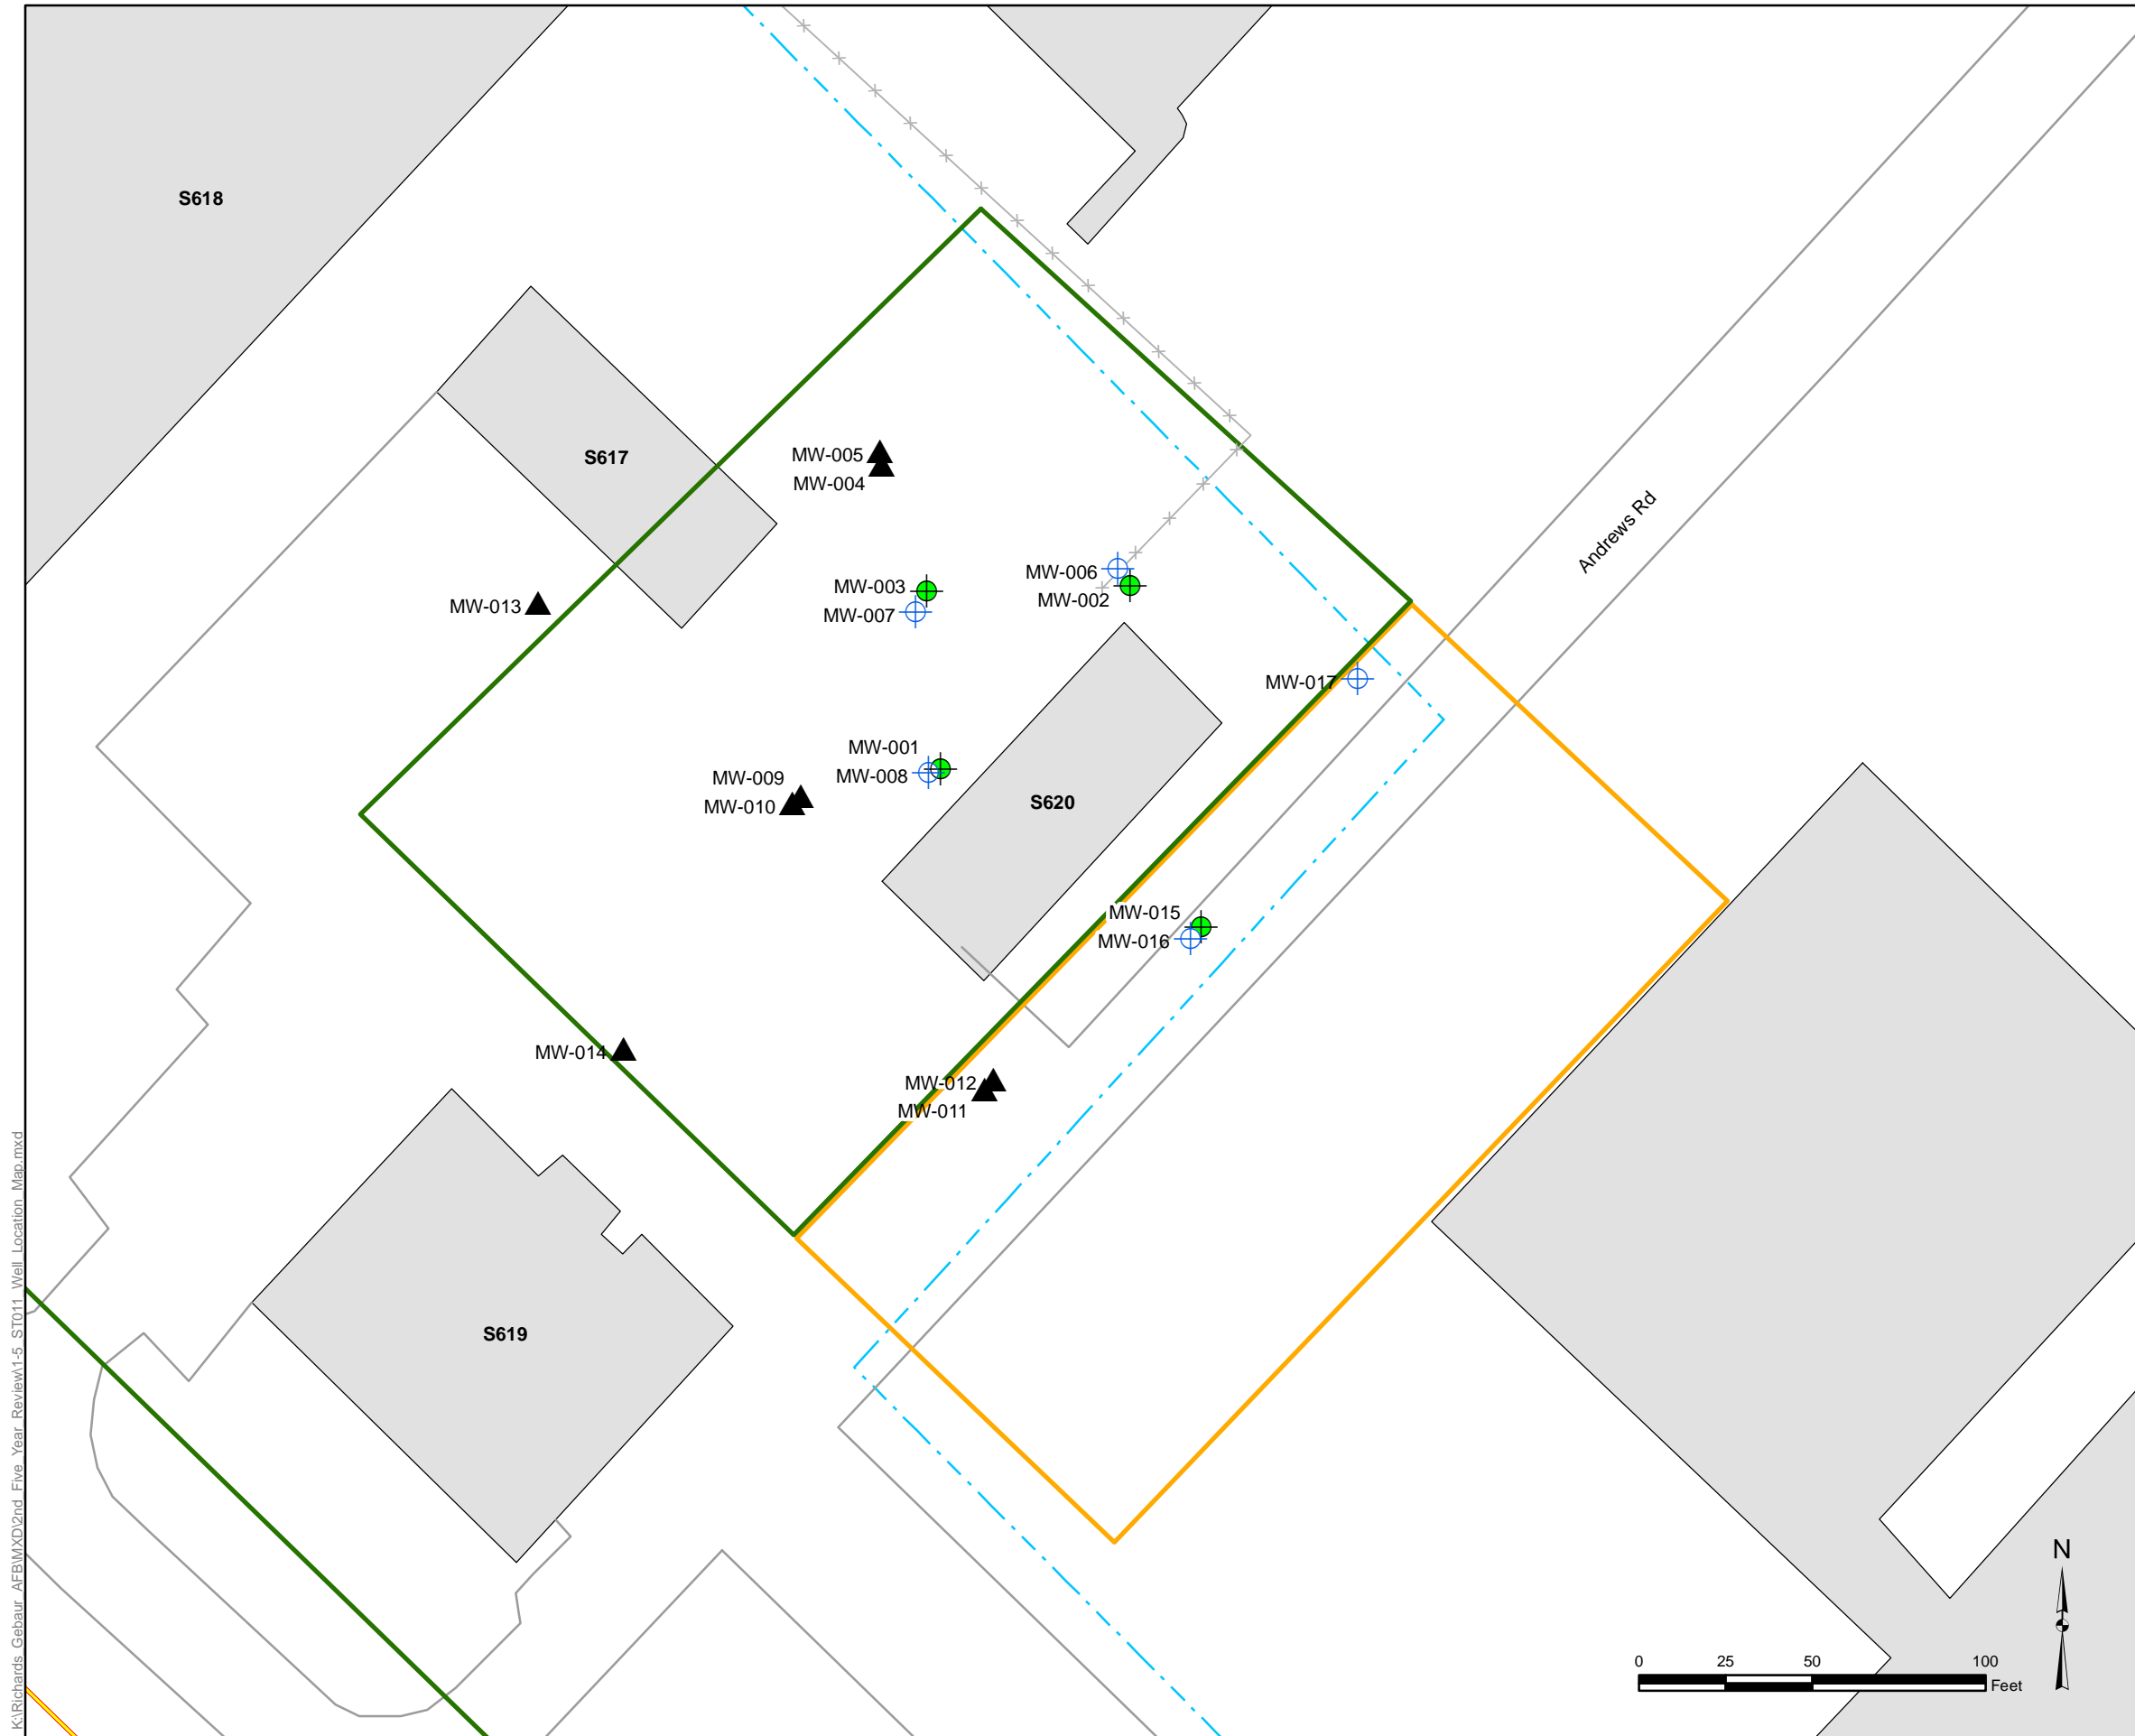 S618
S617
MW-005
MW-004
Andrews Rd
MW-006
MW-003
MW-002
MW-013
MW-007
MW-017
MW-001
MW-009
MW-008
MW-010
S620
MW-015
MW-016
MW-014
MW-012
MW-011
S619
K:\Richards_Gebaur_AFB\MXD\2nd_Five_Year_Review\1-5_ST011_Well_Location_Map.mxd
N
0 25 50 100
Feet